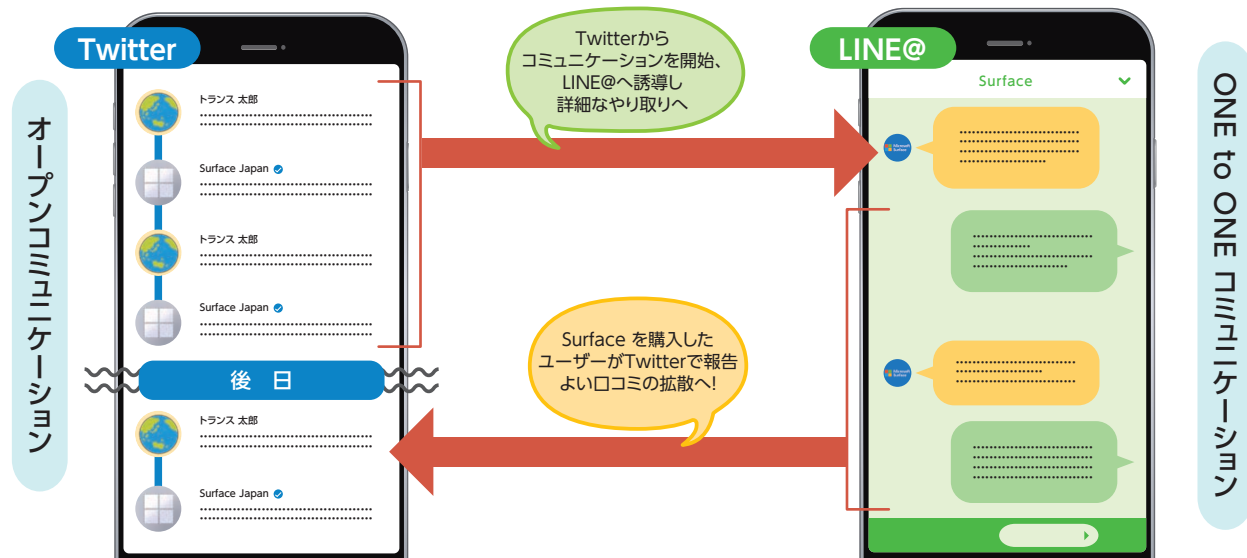 オープンコミュニケーション
Twitter
トランス 太郎
Surface Japan
トランス 太郎
Surface Japan
後 日
トランス 太郎
Surface Japan
Twitterから
コミュニケーションを開始、
LINE@へ誘導し
詳細なやり取りへ
Surface を購入した
ユーザーがTwitterで報告
よい口コミの拡散へ!
LINE@
Surface
Microsoft
Surface
Microsoft
Surface
ONE to ONE コミュニケーション